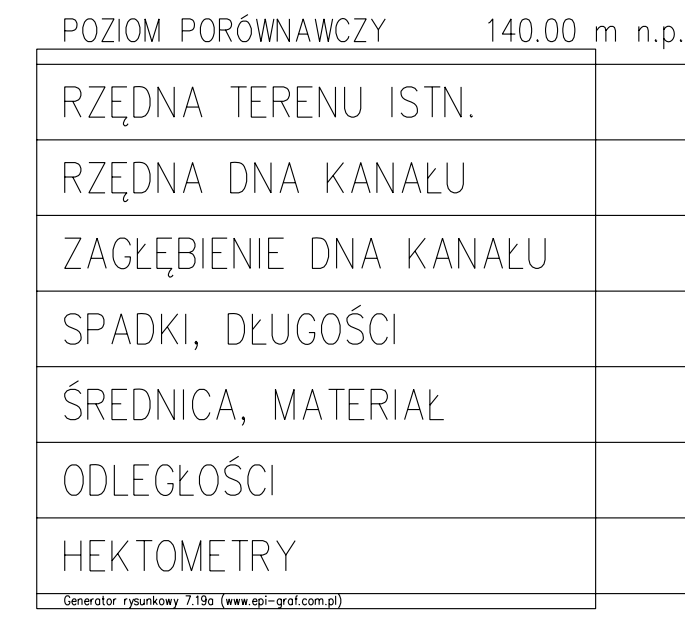 POZIOM PORÓWNAWCZY 140.00 m n.p.
RZĘDNA TERENU ISTN.
RZĘDNA DNA KANAŁU
ZAGŁĘBIENIE DNA KANAŁU
SPADKI, DŁUGOŚCI
ŚREDNICA, MATERIAŁ
ODLEGŁOŚCI
HEKTOMETRY
Generator rysunkowy 7.19a (www.epi-graf.com.pl)